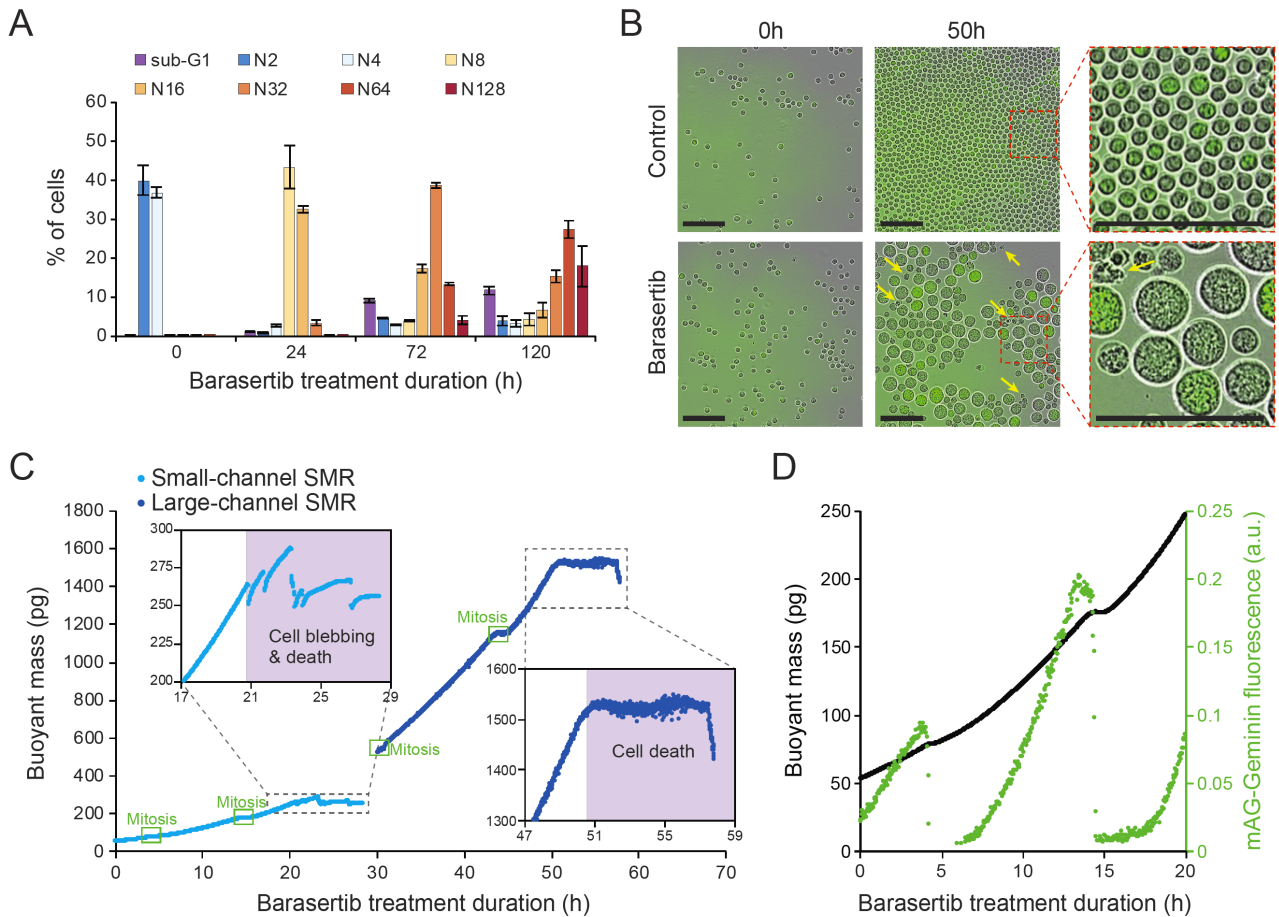 A
sub-G1 N2 N4 N8
N16 N32 N64 N128
60
50
40
30
20
10
0
% of cells
0 24 72 120
Barasertib treatment duration (h)
B
0h 50h
Control
Barasertib
C
Small-channel SMR
Large-channel SMR
1800
1600
1400
1200
1000
800
600
400
200
0
Buoyant mass (pg)
0 10 20 30 40 50 60 70
Barasertib treatment duration (h)
300
275
250
225
200
17 21 25 29
Cell blebbing
& death
Mitosis
Mitosis
Mitosis
Mitosis
1600
1500
1400
1300
47 51 55 59
Cell death
D
250
200
150
100
50
0
Buoyant mass (pg)
0.25
0.2
0.15
0.1
0.05
0
mAG-Geminin fluorescence (a.u.)
0 5 10 15 20
Barasertib treatment duration (h)